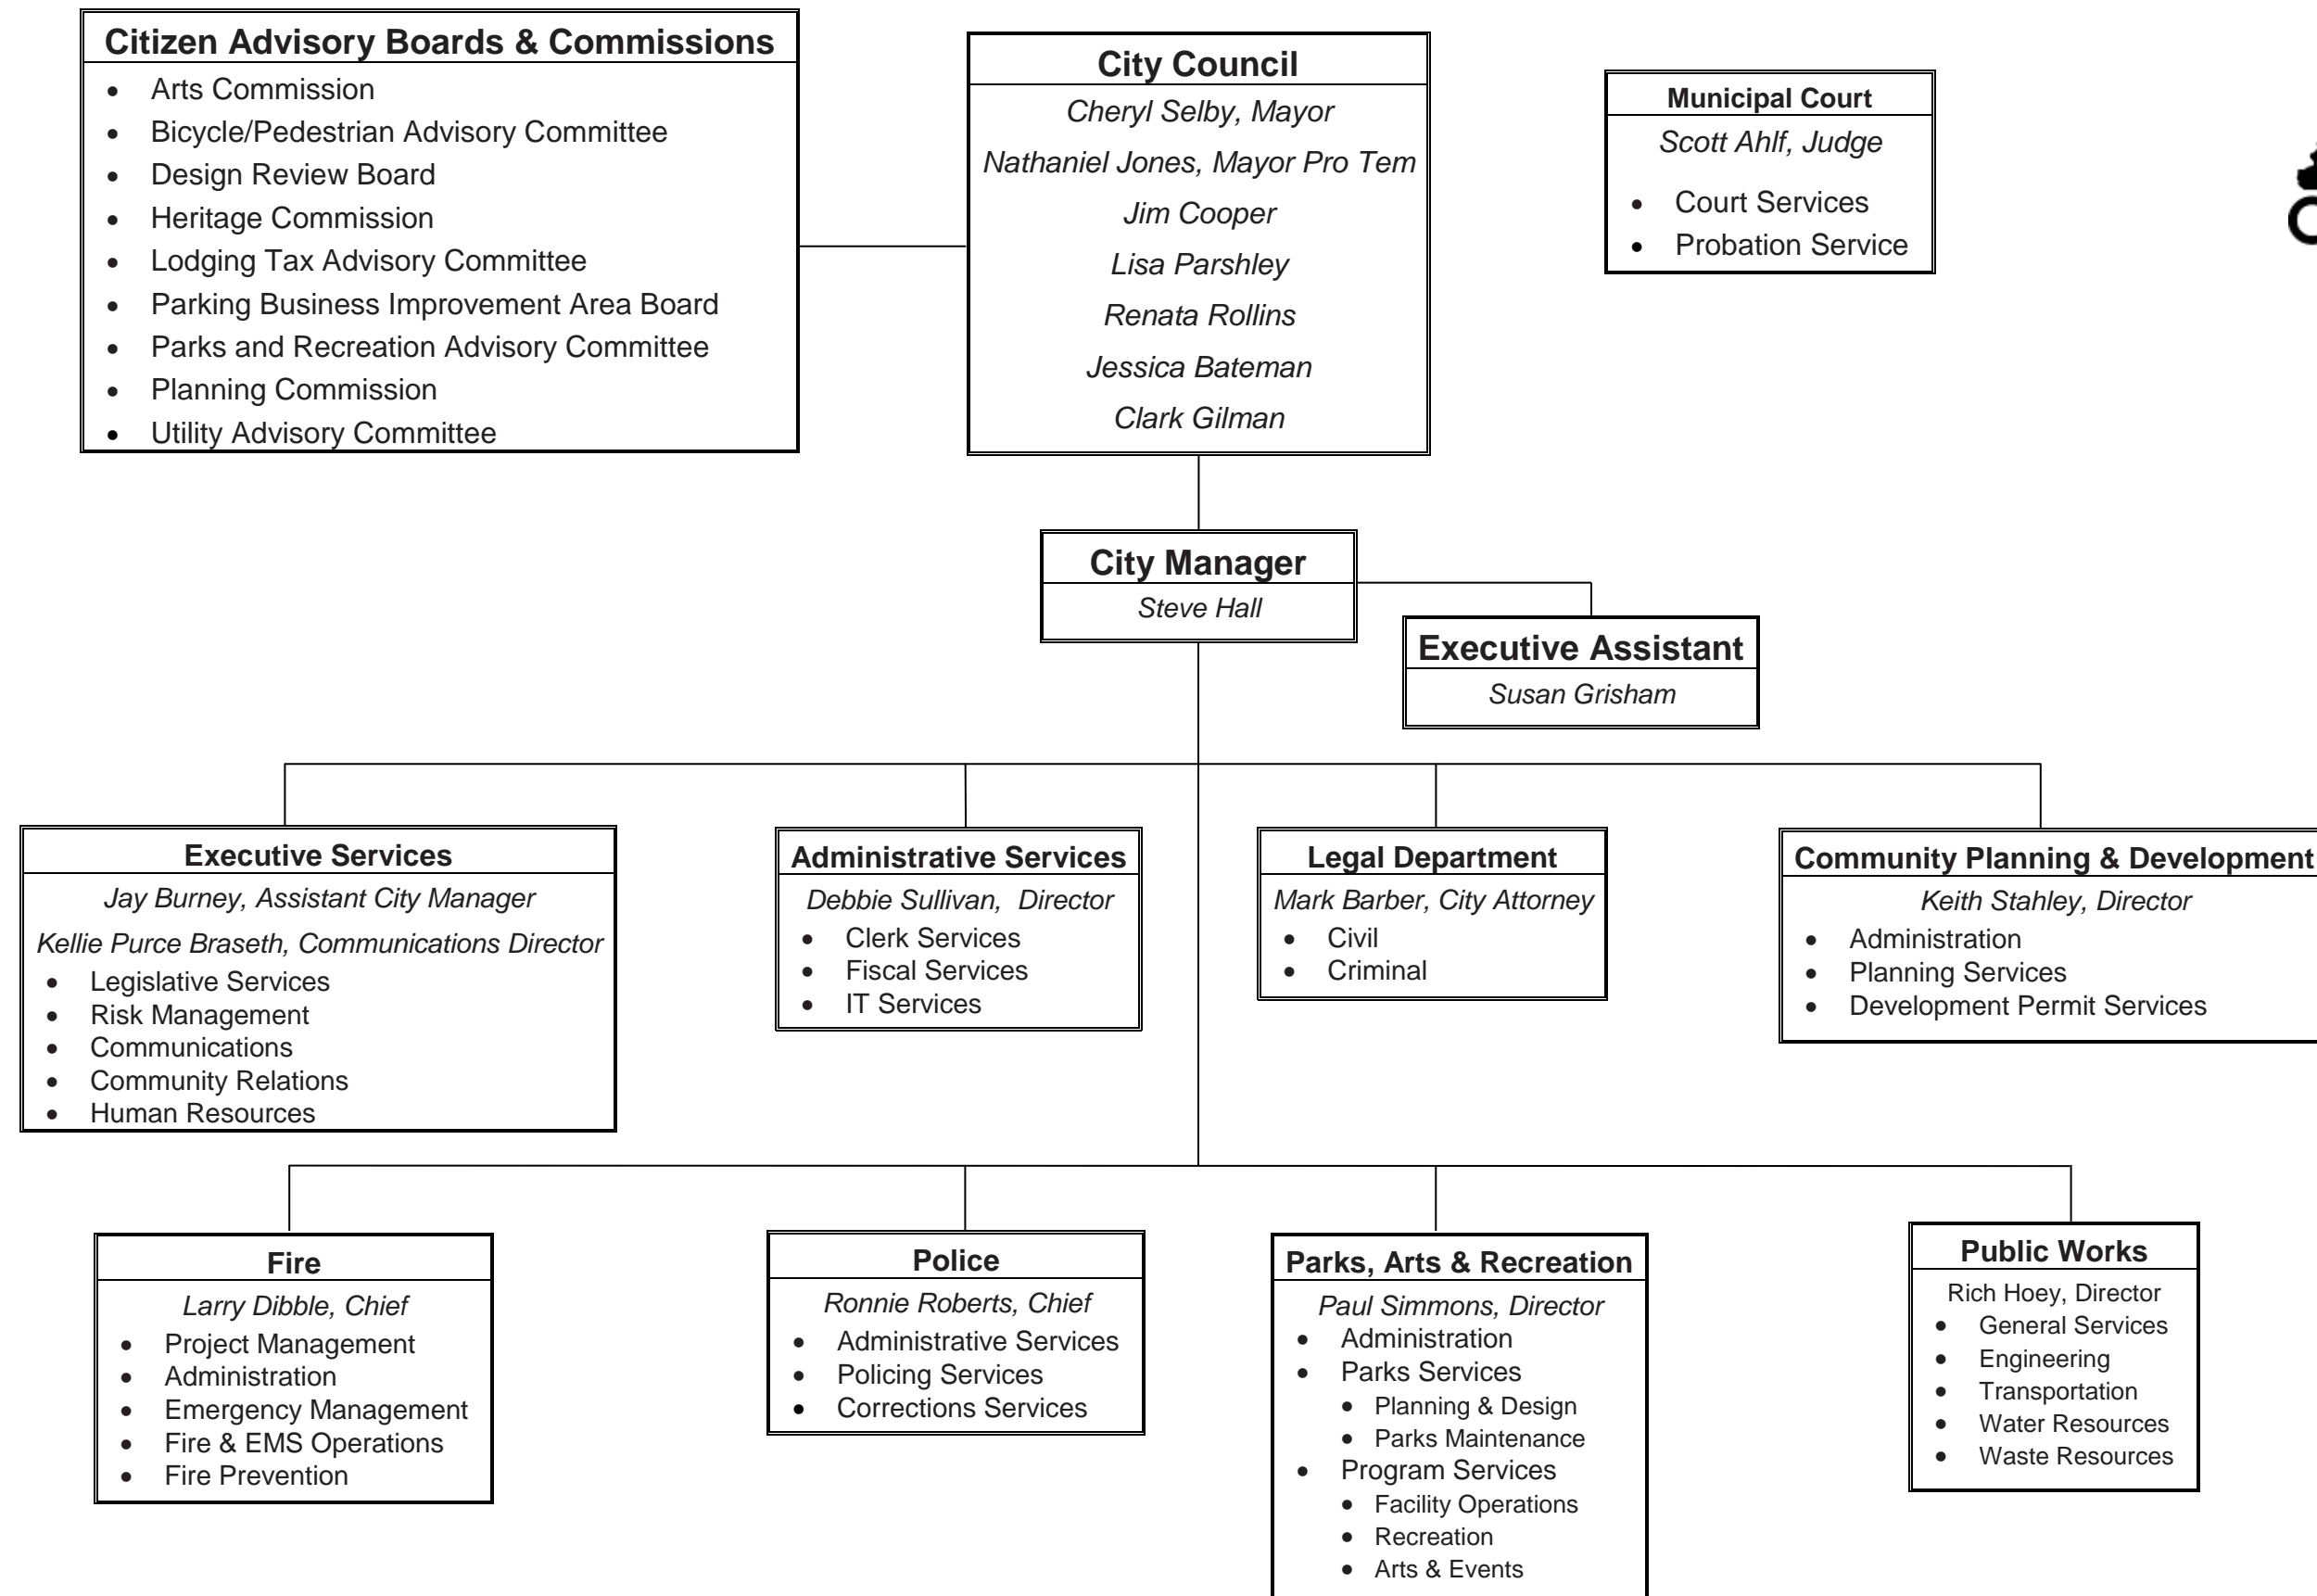 Citizen Advisory Boards & Commissions
• Arts Commission
• Bicycle/Pedestrian Advisory Committee
• Design Review Board
• Heritage Commission
• Lodging Tax Advisory Committee
• Parking Business Improvement Area Board
• Parks and Recreation Advisory Committee
• Planning Commission
• Utility Advisory Committee
City Council
Cheryl Selby, Mayor
Nathaniel Jones, Mayor Pro Tem
Jim Cooper
Lisa Parshley
Renata Rollins
Jessica Bateman
Clark Gilman
Municipal Court
Scott Ahlf, Judge
• Court Services
• Probation Service
City Manager
Steve Hall
Executive Assistant
Susan Grisham
Executive Services
Jay Burney, Assistant City Manager
Kellie Purce Braseth, Communications Director
• Legislative Services
• Risk Management
• Communications
• Community Relations
• Human Resources
Administrative Services
Debbie Sullivan, Director
• Clerk Services
• Fiscal Services
• IT Services
Legal Department
Mark Barber, City Attorney
• Civil
• Criminal
Community Planning & Development
Keith Stahley, Director
• Administration
• Planning Services
• Development Permit Services
Fire
Larry Dibble, Chief
• Project Management
• Administration
• Emergency Management
• Fire & EMS Operations
• Fire Prevention
Police
Ronnie Roberts, Chief
• Administrative Services
• Policing Services
• Corrections Services
Parks, Arts & Recreation
Paul Simmons, Director
• Administration
• Parks Services
• Planning & Design
• Parks Maintenance
• Program Services
• Facility Operations
• Recreation
• Arts & Events
Public Works
Rich Hoey, Director
• General Services
• Engineering
• Transportation
• Water Resources
• Waste Resources